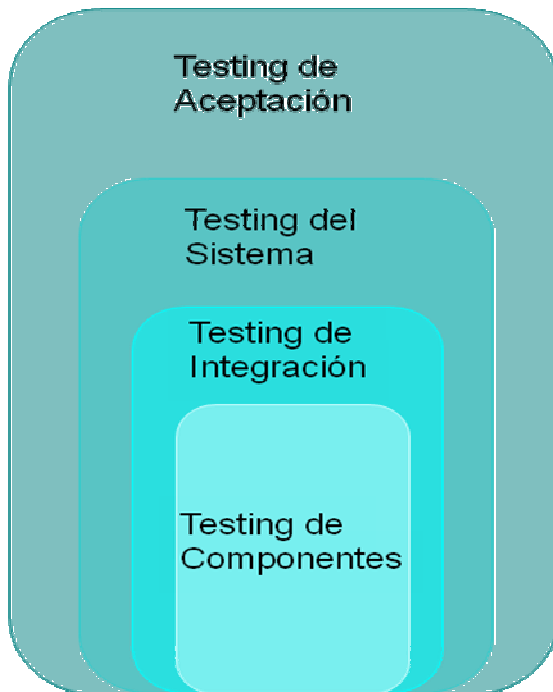 Testing de
Aceptación
Testing del
Sistema
Testing de
Integración
Testing de
Componentes